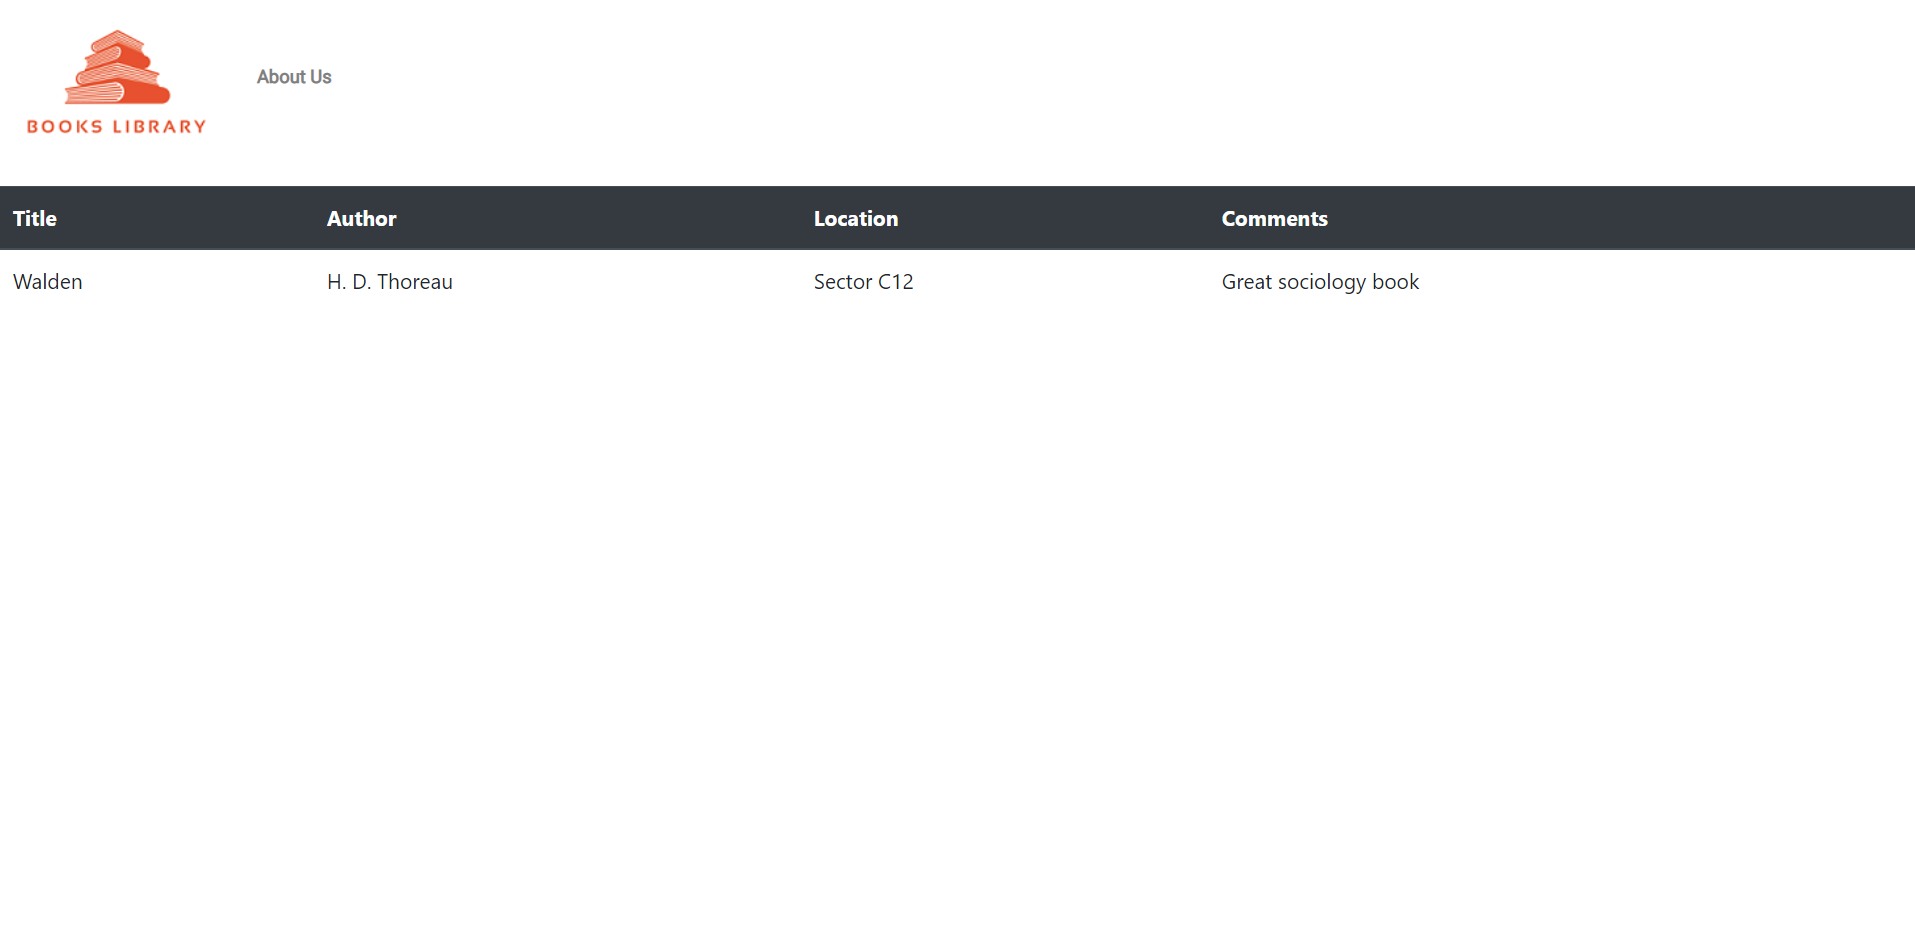 About Us
BOOKS LIBRARY
Title Author Location Comments
Walden H. D. Thoreau Sector C12 Great sociology book